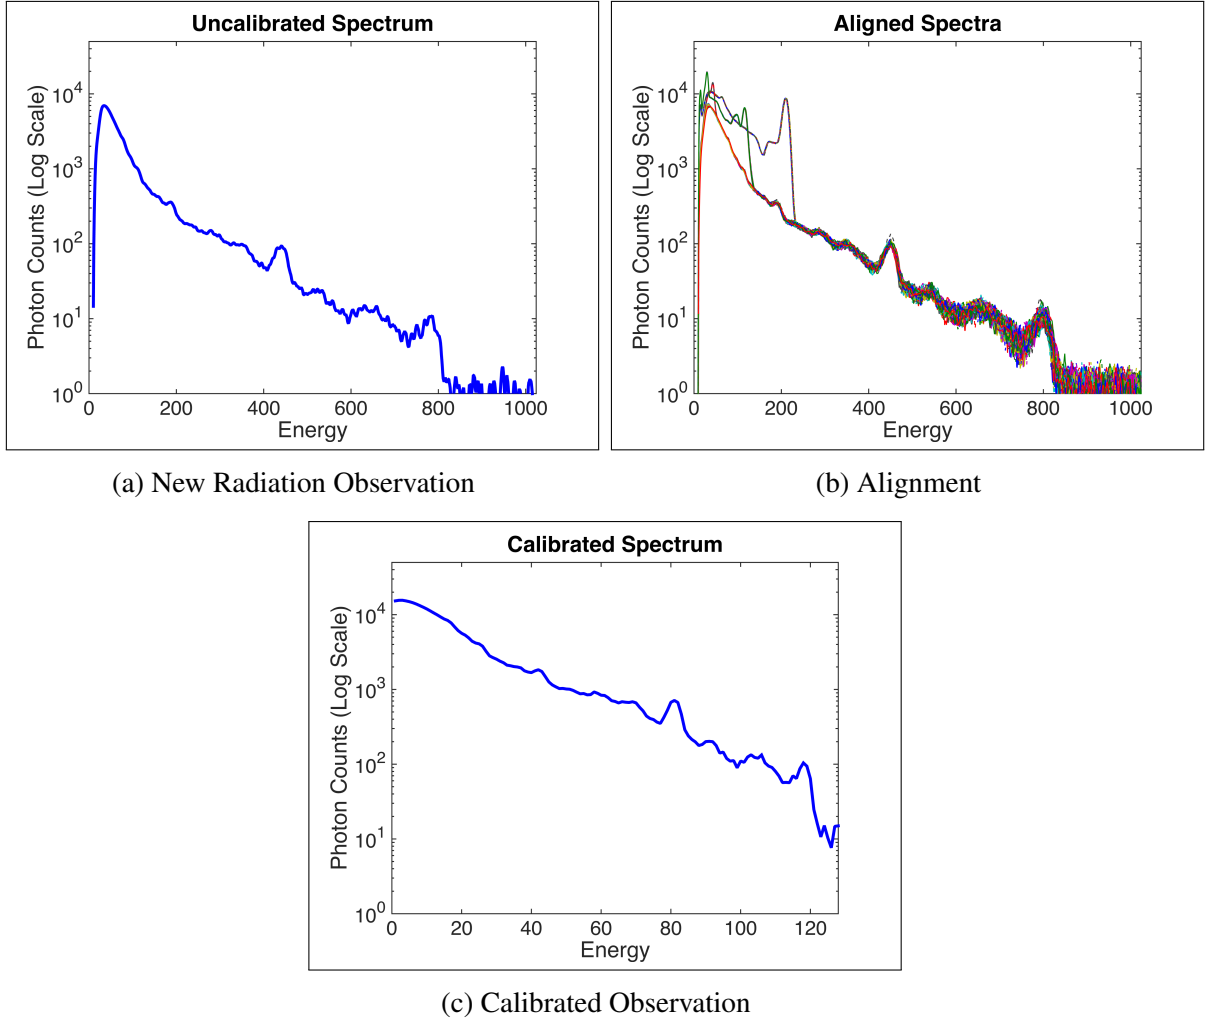 Uncalibrated Spectrum
Photon Counts (Log Scale)
10^4
10^3
10^2
10^1
10^0
0 200 400 600 800 1000
Energy
(a) New Radiation Observation
Aligned Spectra
Photon Counts (Log Scale)
10^4
10^3
10^2
10^1
10^0
0 200 400 600 800 1000
Energy
(b) Alignment
Calibrated Spectrum
Photon Counts (Log Scale)
10^4
10^3
10^2
10^1
10^0
0 20 40 60 80 100 120
Energy
(c) Calibrated Observation